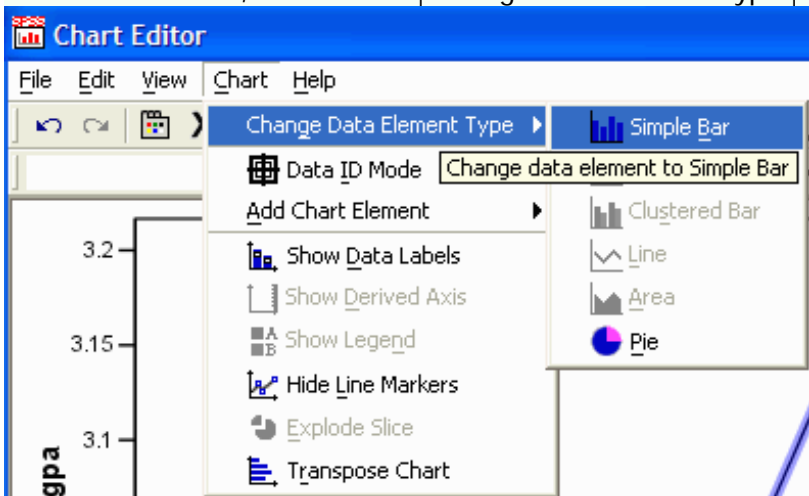 Chart Editor
File Edit View Chart Help
Change Data Element Type Simple Bar
Data ID Mode Change data element to Simple Bar
Add Chart Element Clustered Bar
Show Data Labels Line
Show Derived Axis Area
Show Legend Pie
Hide Line Markers
Explode Slice
Transpose Chart
3.2
3.15
3.1
gpa